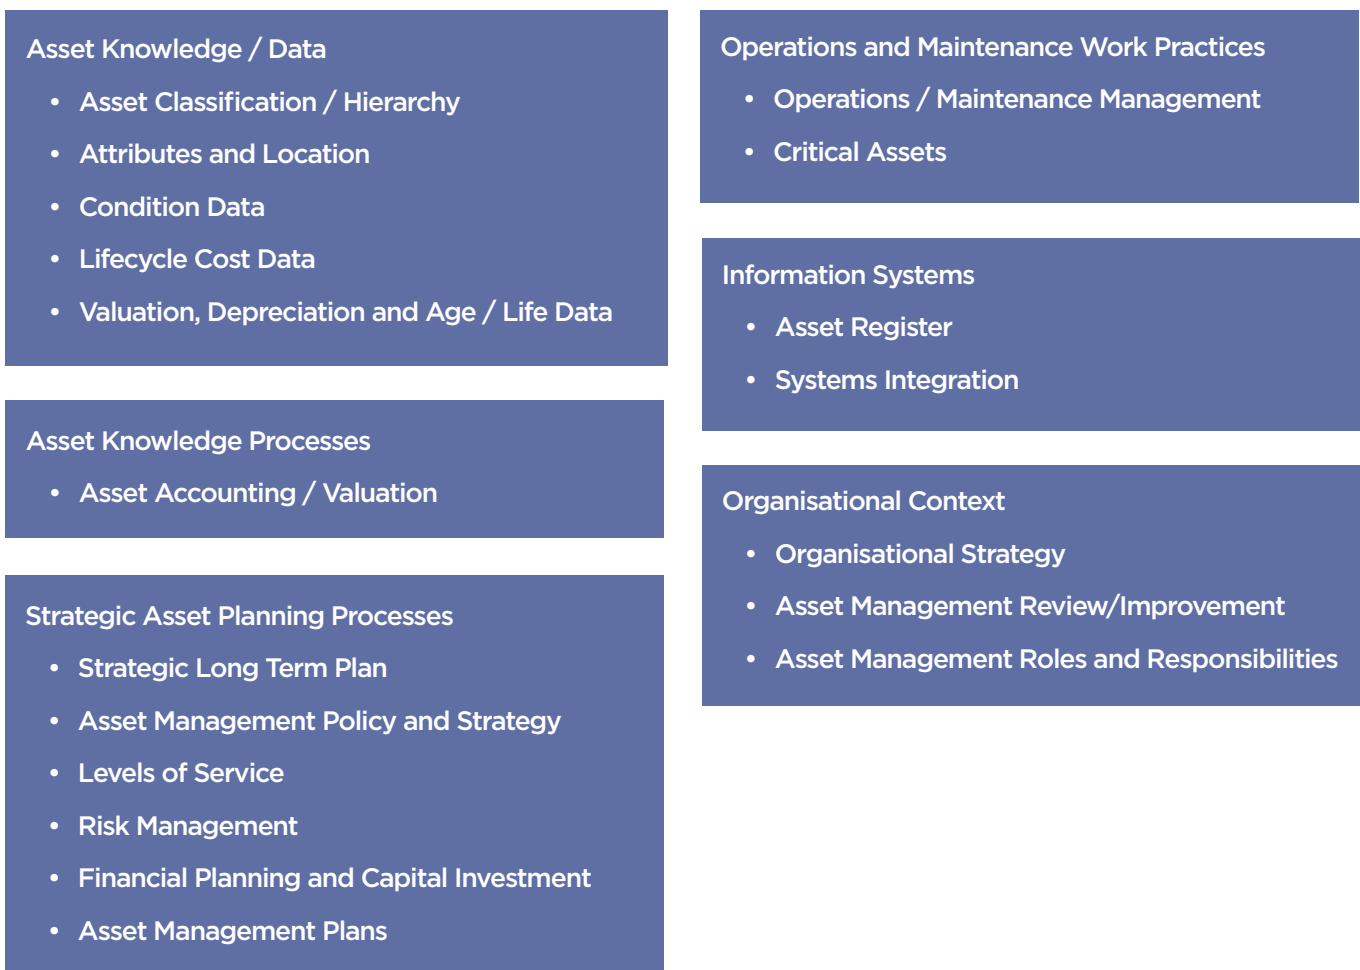 Asset Knowledge / Data
• Asset Classification / Hierarchy
• Attributes and Location
• Condition Data
• Lifecycle Cost Data
• Valuation, Depreciation and Age / Life Data
Asset Knowledge Processes
• Asset Accounting / Valuation
Strategic Asset Planning Processes
• Strategic Long Term Plan
• Asset Management Policy and Strategy
• Levels of Service
• Risk Management
• Financial Planning and Capital Investment
• Asset Management Plans
Operations and Maintenance Work Practices
• Operations / Maintenance Management
• Critical Assets
Information Systems
• Asset Register
• Systems Integration
Organisational Context
• Organisational Strategy
• Asset Management Review/Improvement
• Asset Management Roles and Responsibilities